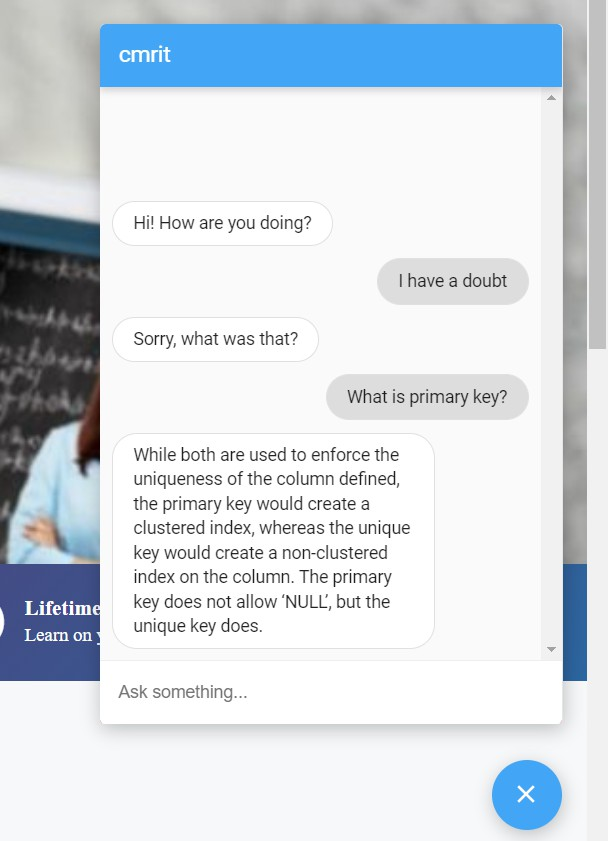 cmrit
Hi! How are you doing?
I have a doubt
Sorry, what was that?
What is primary key?
While both are used to enforce the
uniqueness of the column defined,
the primary key would create a
clustered index, whereas the unique
key would create a non-clustered
index on the column. The primary
key does not allow ‘NULL’, but the
unique key does.
Lifetime
Learn on
Ask something...